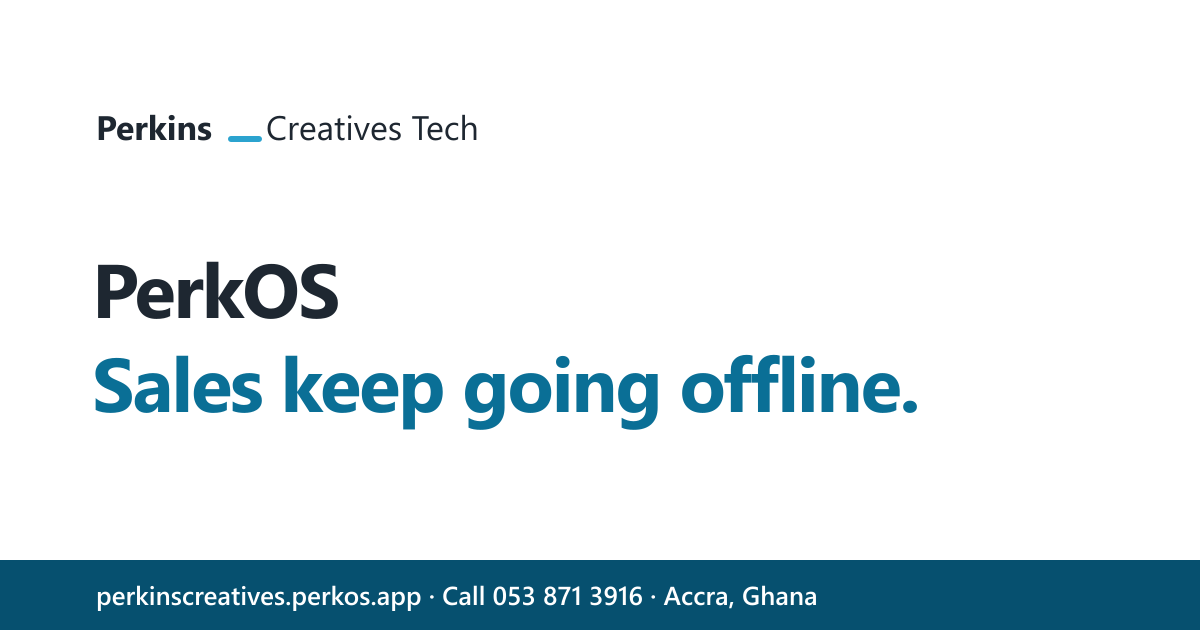 Perkins Creatives Tech
PerkOS
Sales keep going offline.
perkinscreatives.perkos.app · Call 053 871 3916 · Accra, Ghana